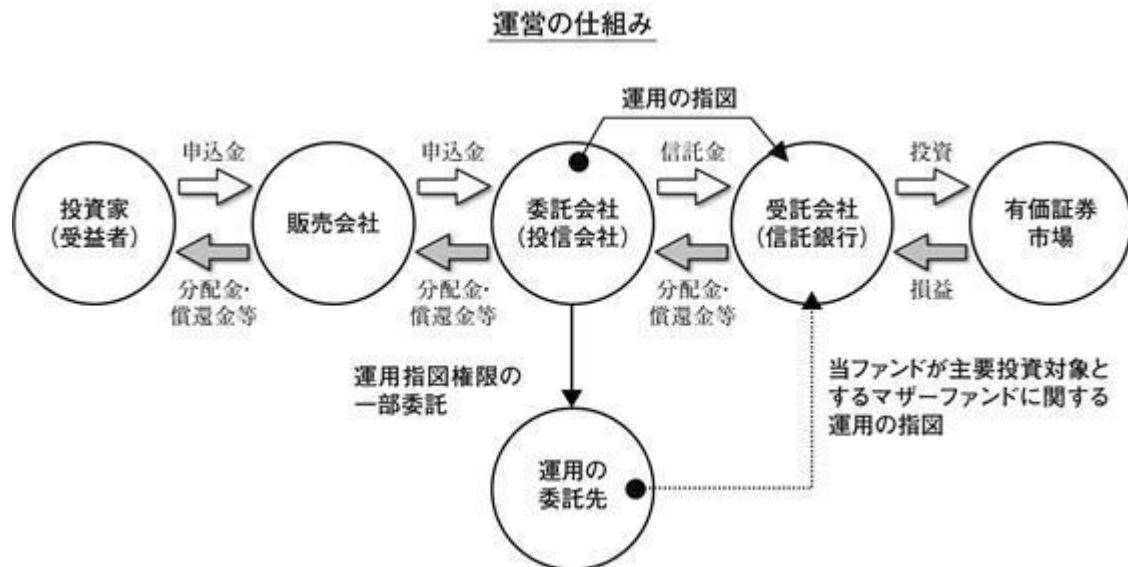 運営の仕組み
運用の指図
申込金
申込金
信託金
投資
投資家
(受益者)
販売会社
委託会社
(投信会社)
受託会社
(信託銀行)
有価証券
市場
分配金・
償還金等
分配金・
償還金等
分配金・
償還金等
損益
運用指図権限の
一部委託
当ファンドが主要投資対象と
するマザーファンドに関する
運用の指図
運用の
委託先